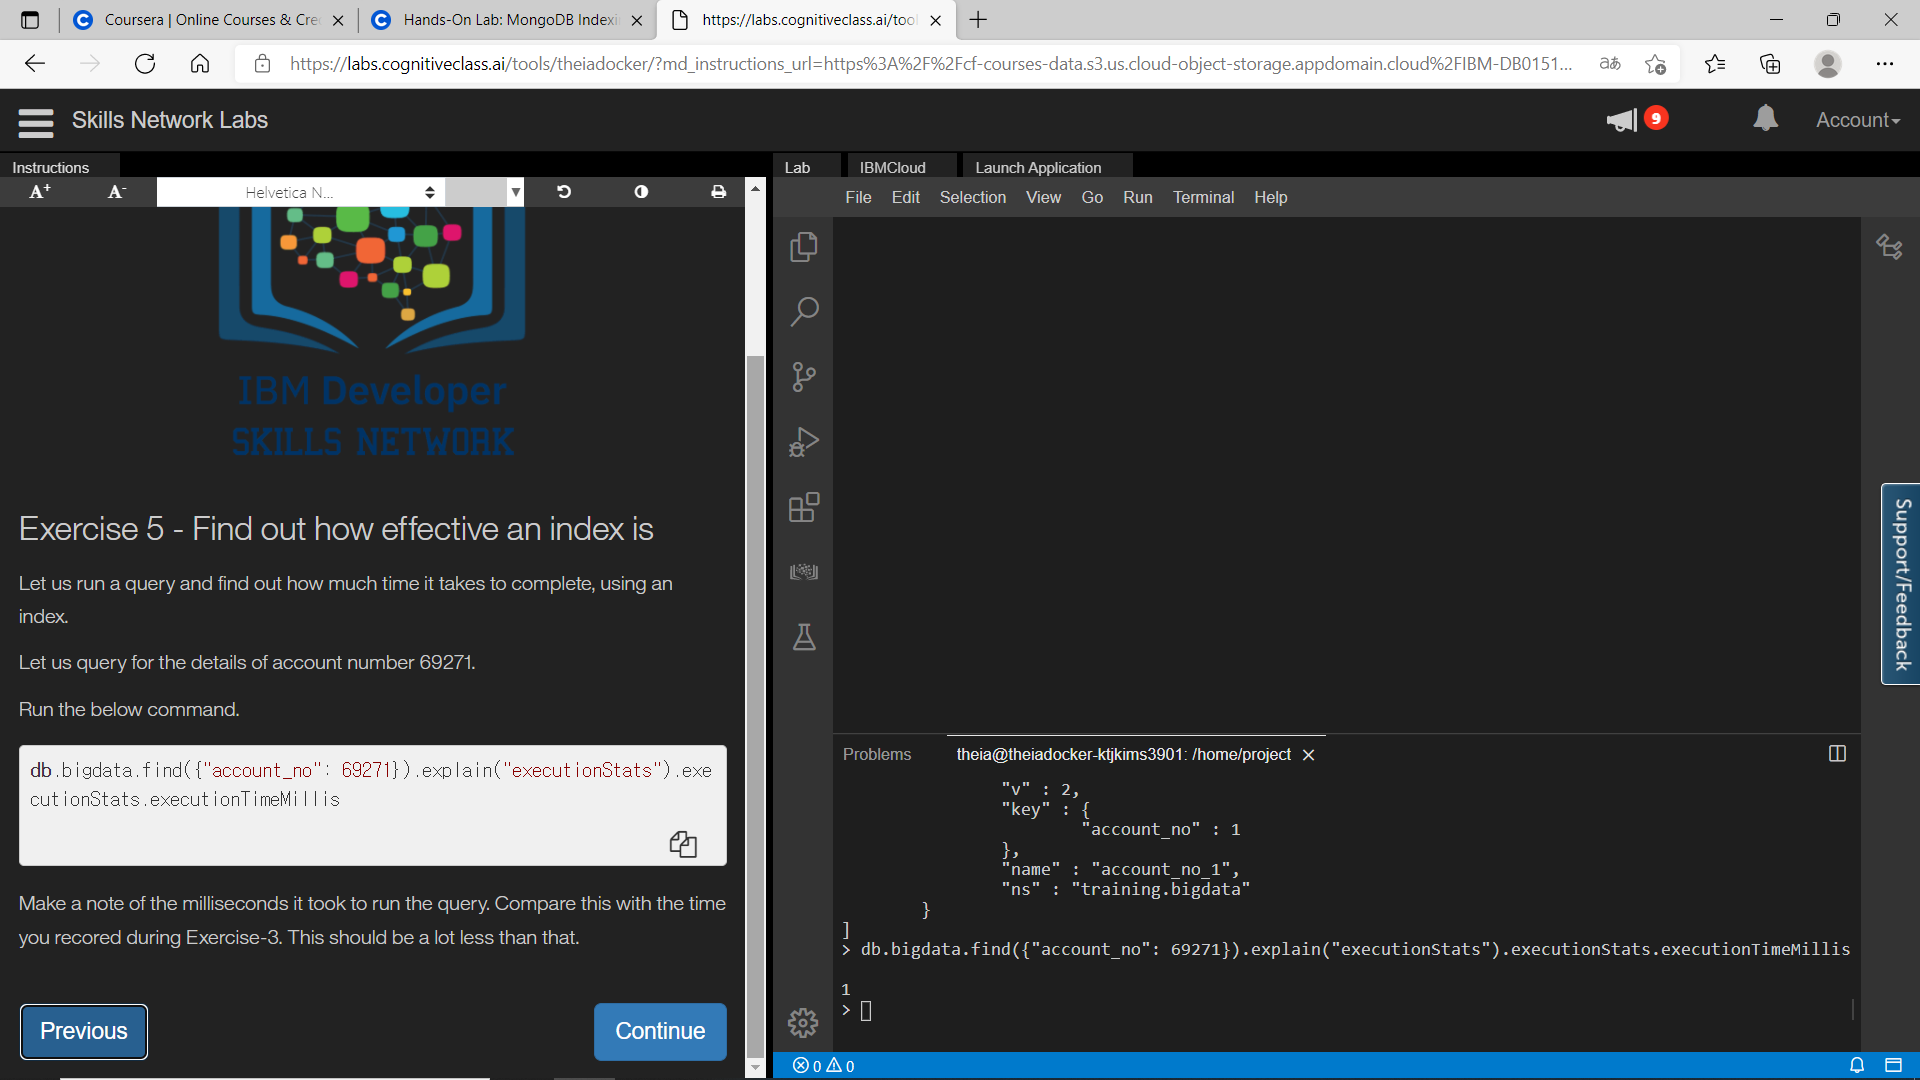 Coursera | Online Courses & Cre
Hands-On Lab: MongoDB Indexi
https://labs.cognitiveclass.ai/tool
https://labs.cognitiveclass.ai/tools/theiadocker/?md_instructions_url=https%3A%2F%2Fcf-courses-data.s3.us.cloud-object-storage.appdomain.cloud%2FIBM-DB0151...
Skills Network Labs
9
Account
Instructions
A+ A- Helvetica N...
IBM Developer
SKILLS NETWORK
Exercise 5 - Find out how effective an index is
Let us run a query and find out how much time it takes to complete, using an
index.
Let us query for the details of account number 69271.
Run the below command.
db.bigdata.find({"account_no": 69271}).explain("executionStats").exe
cutionStats.executionTimeMillis
Make a note of the milliseconds it took to run the query. Compare this with the time
you recored during Exercise-3. This should be a lot less than that.
Previous
Continue
Lab
IBMCloud
Launch Application
File Edit Selection View Go Run Terminal Help
Support/Feedback
Problems
theia@theiadocker-ktjkims3901: /home/project
"v" : 2,
"key" : {
"account_no" : 1
},
"name" : "account_no_1",
"ns" : "training.bigdata"
}
]
> db.bigdata.find({"account_no": 69271}).explain("executionStats").executionStats.executionTimeMillis
1
>
0 0